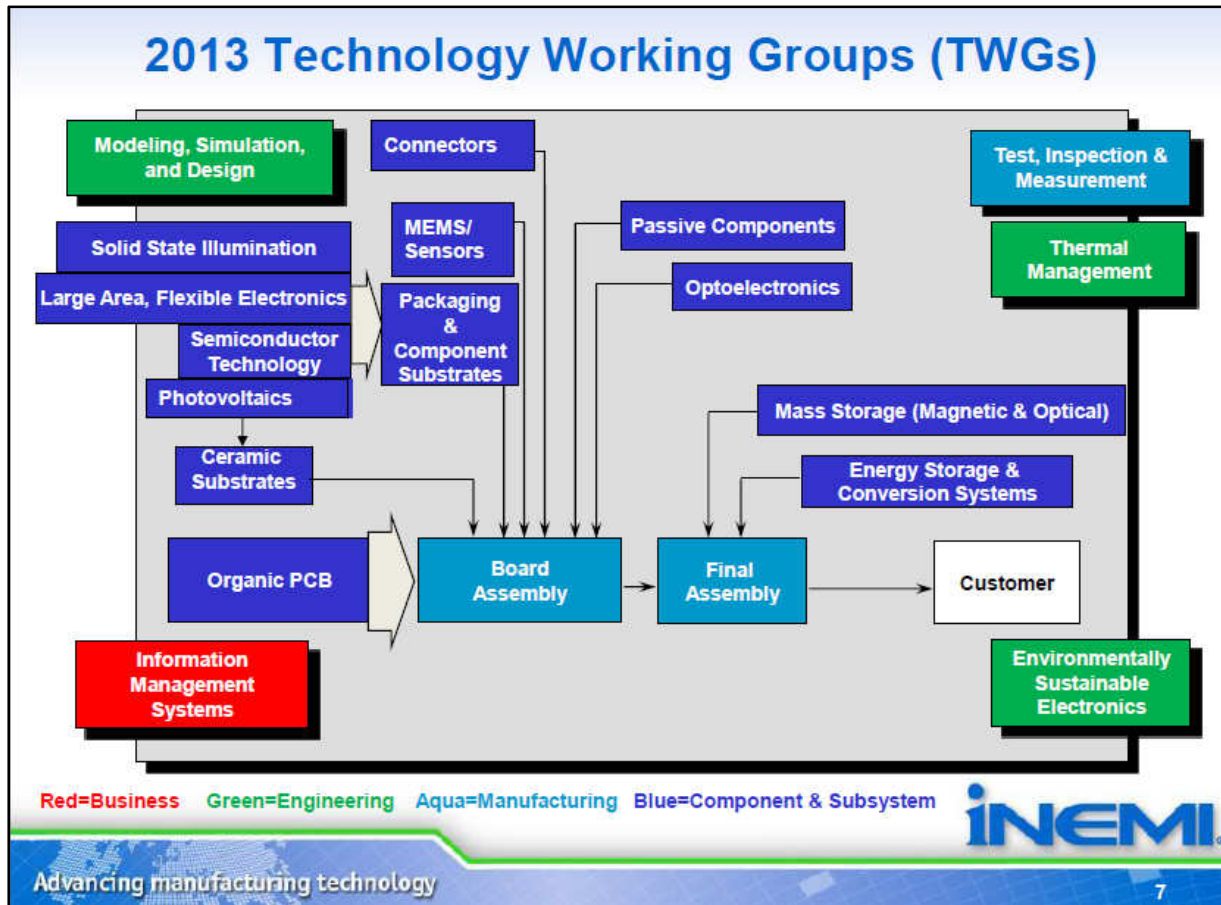 2013 Technology Working Groups (TWGs)
Modeling, Simulation,
and Design
Connectors
Test, Inspection &
Measurement
MEMS/
Sensors
Passive Components
Solid State Illumination
Thermal
Management
Large Area, Flexible Electronics
Optoelectronics
Packaging
&
Component
Substrates
Semiconductor
Technology
Photovoltaics
Mass Storage (Magnetic & Optical)
Ceramic
Substrates
Energy Storage &
Conversion Systems
Organic PCB
Board
Assembly
Final
Assembly
Customer
Information
Management
Systems
Environmentally
Sustainable
Electronics
Red=Business Green=Engineering Aqua=Manufacturing Blue=Component & Subsystem
iNEMI
Advancing manufacturing technology
7